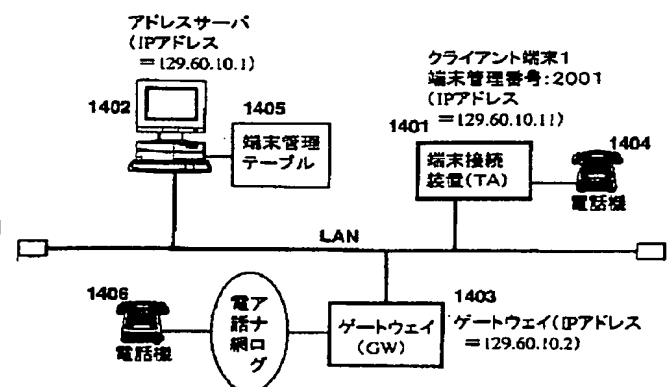 アドレスサーバ
(IPアドレス
=129.60.10.1)
1402
1405
端末管理
テーブル
クライアント端末1
端末管理番号:2001
(IPアドレス
=129.60.10.11)
1401
端末接続
装置(TA)
1404
電話機
LAN
1406
電話機
アナログ
電話網
ゲートウェイ
(GW)
1403
ゲートウェイ(IPアドレス
=129.60.10.2)